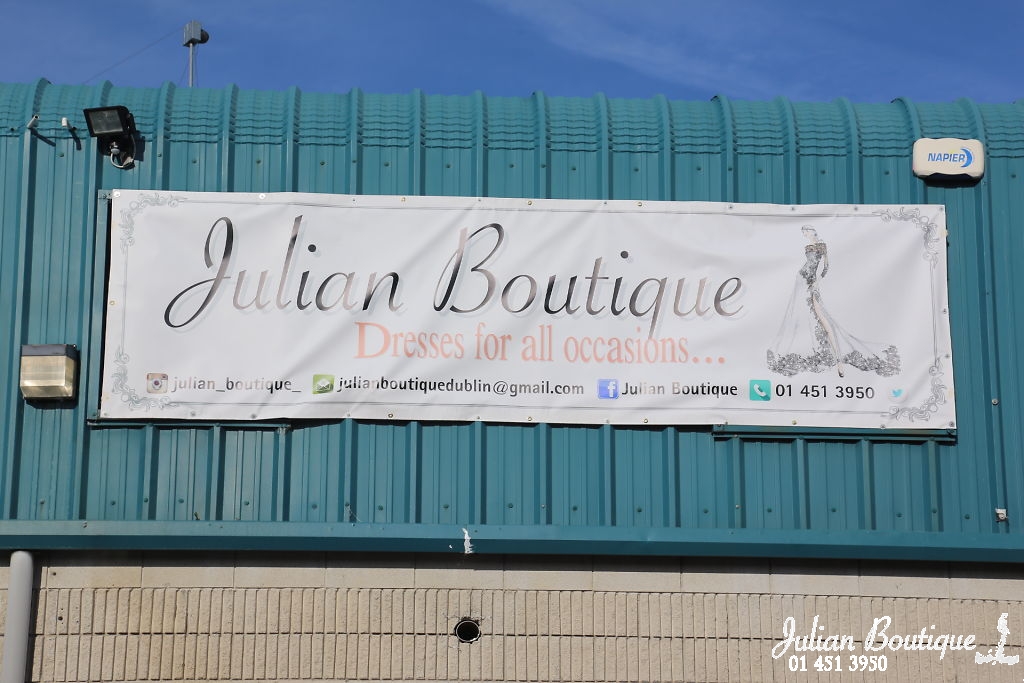 NAPIER
Julian Boutique
Dresses for all occasions...
julian_boutique_ julianboutiquedublin@gmail.com f Julian Boutique 01 451 3950
Julian Boutique
01 451 3950